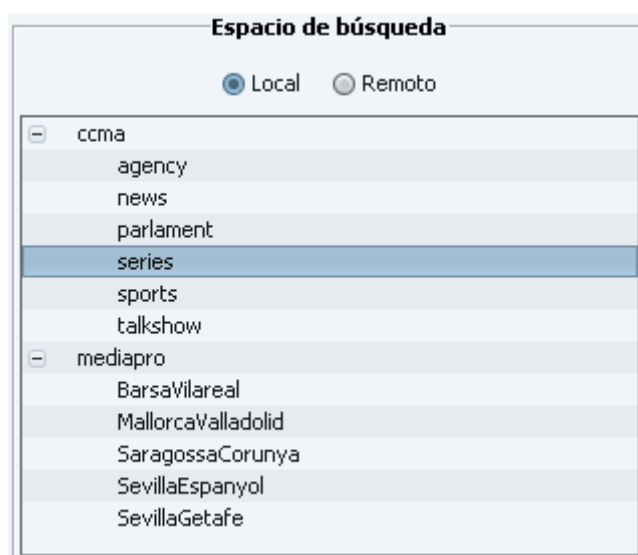 Espacio de búsqueda
Local Remoto
ccma
agency
news
parlament
series
sports
talkshow
mediapro
BarsaVilareal
MallorcaValladolid
SaragossaCorunya
SevillaEspanyol
SevillaGetafe